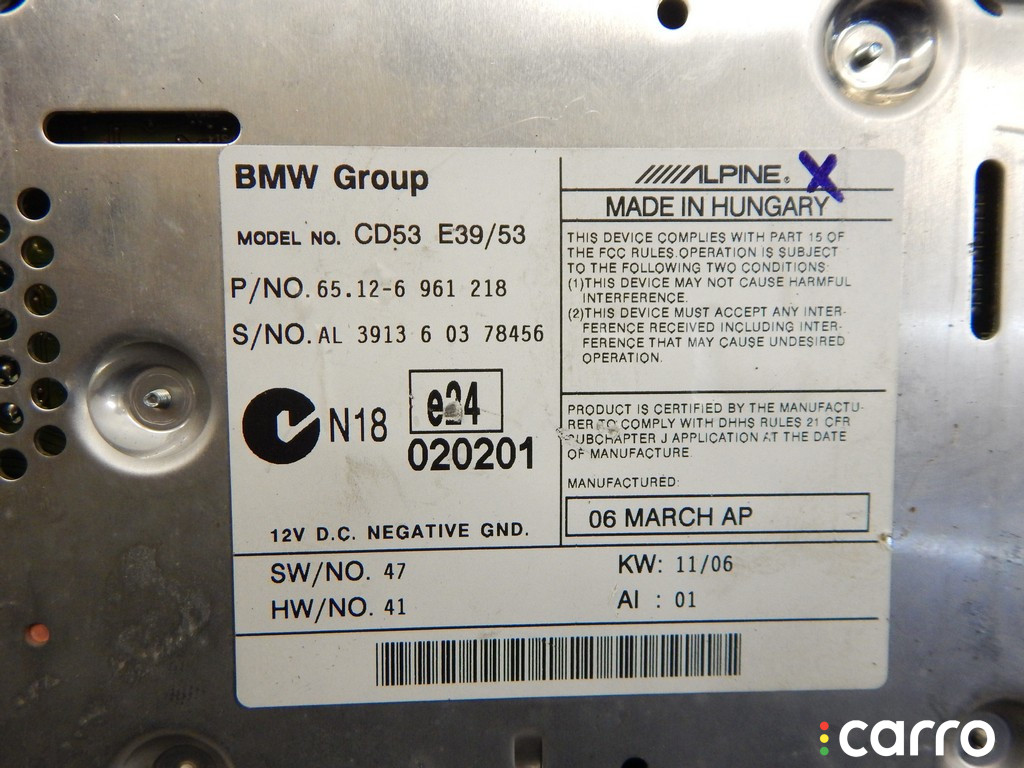 BMW Group
MODEL NO. CD53 E39/53
P/NO. 65.12-6 961 218
S/NO. AL 3913 6 03 78456
N18
e24
020201
12V D.C. NEGATIVE GND.
ALPINE® X
MADE IN HUNGARY
THIS DEVICE COMPLIES WITH PART 15 OF
THE FCC RULES. OPERATION IS SUBJECT
TO THE FOLLOWING TWO CONDITIONS:
(1)THIS DEVICE MAY NOT CAUSE HARMFUL
INTERFERENCE.
(2)THIS DEVICE MUST ACCEPT ANY INTER-
FERENCE RECEIVED INCLUDING INTER-
FERENCE THAT MAY CAUSE UNDESIRED
OPERATION.
PRODUCT IS CERTIFIED BY THE MANUFACTU-
RER TO COMPLY WITH DHHS RULES 21 CFR
SUBCHAPTER J APPLICATION AT THE DATE
OF MANUFACTURE.
MANUFACTURED:
06 MARCH AP
SW/NO. 47
KW: 11/06
HW/NO. 41
AI : 01
carro